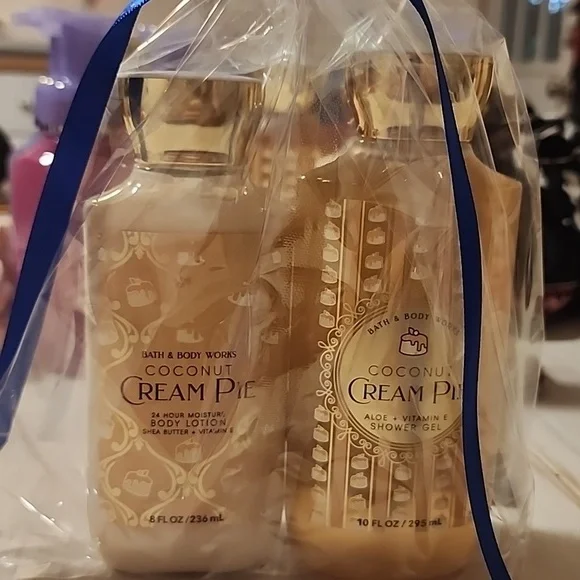 BATH & BODY WORKS
COCONUT
CREAM PIE
24 HOUR MOISTURE
BODY LOTION
SHEA BUTTER + VITAMIN E
8 FL OZ / 236 mL
BATH & BODY WORKS
COCONUT
CREAM PIE
ALOE + VITAMIN E
SHOWER GEL
10 FL OZ / 295 mL